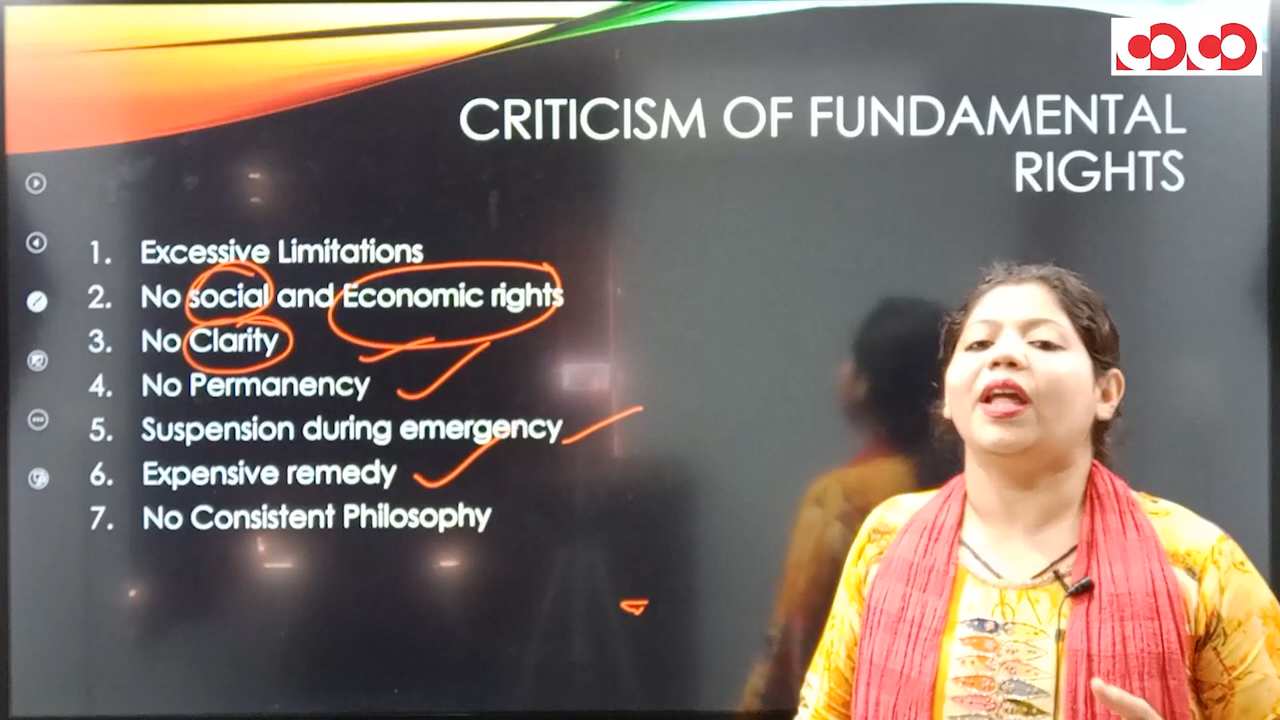 CRITICISM OF FUNDAMENTAL
RIGHTS
1. Excessive Limitations
2. No social and Economic rights
3. No Clarity
4. No Permanency
5. Suspension during emergency
6. Expensive remedy
7. No Consistent Philosophy